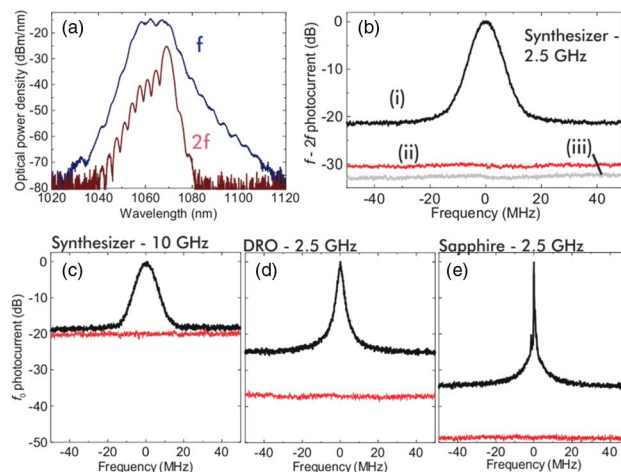 (a)
f
2f
Optical power density (dBm/nm)
-20
-30
-40
-50
-60
-70
-80
1020 1040 1060 1080 1100 1120
Wavelength (nm)
(b)
Synthesizer -
2.5 GHz
(i)
(ii)
(iii)
f - 2f photocurrent (dB)
0
-10
-20
-30
-40 -20 0 20 40
Frequency (MHz)
Synthesizer - 10 GHz
(c)
f0 photocurrent (dB)
0
-10
-20
-30
-40
-50
-40 -20 0 20 40
Frequency (MHz)
DRO - 2.5 GHz
(d)
-40 -20 0 20 40
Frequency (MHz)
Sapphire - 2.5 GHz
(e)
-40 -20 0 20 40
Frequency (MHz)